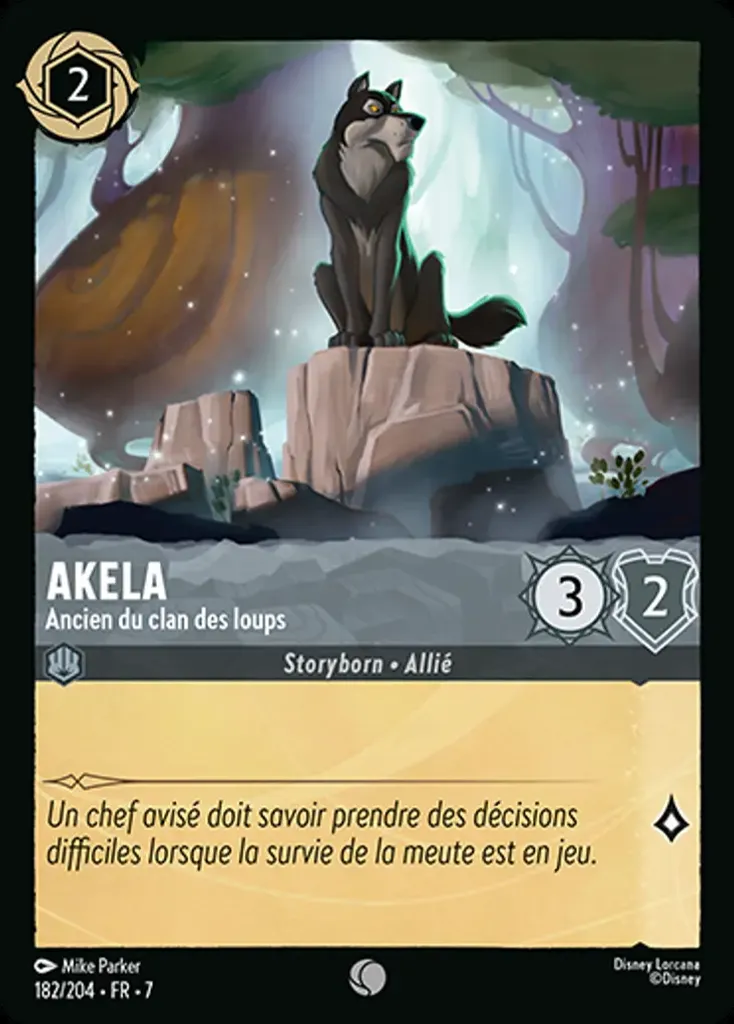 2
AKELA
Ancien du clan des loups
3
2
Storyborn • Allié
Un chef avisé doit savoir prendre des décisions
difficiles lorsque la survie de la meute est en jeu.
Mike Parker
182/204 • FR • 7
Disney Lorcana
©Disney